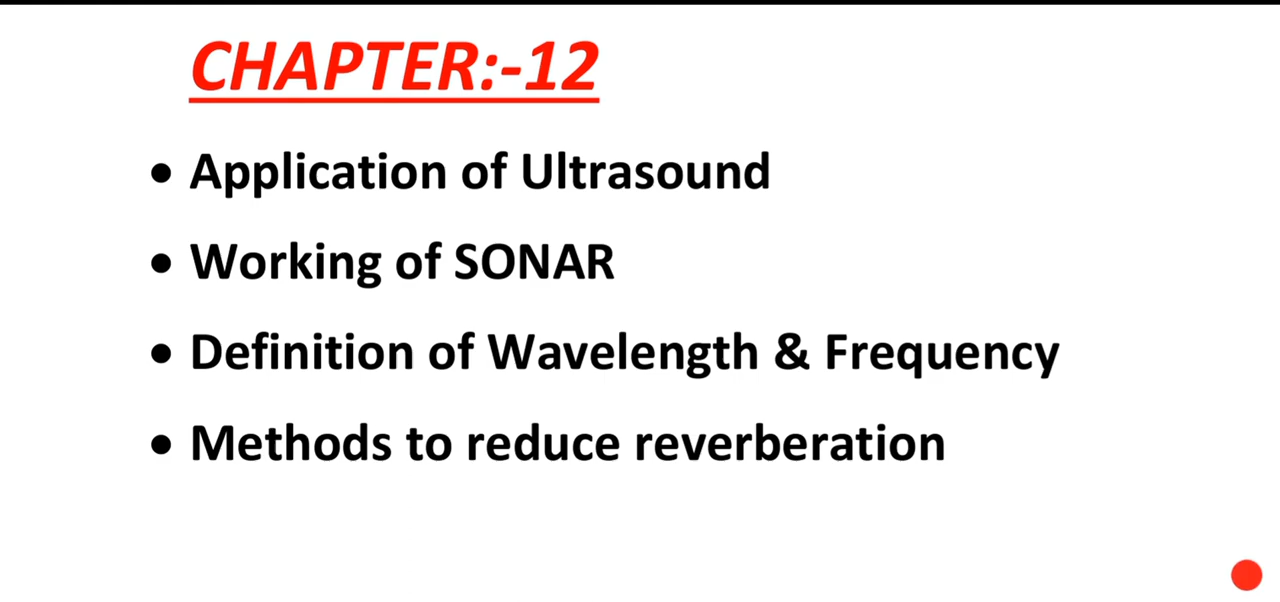 CHAPTER:-12
• Application of Ultrasound
• Working of SONAR
• Definition of Wavelength & Frequency
• Methods to reduce reverberation